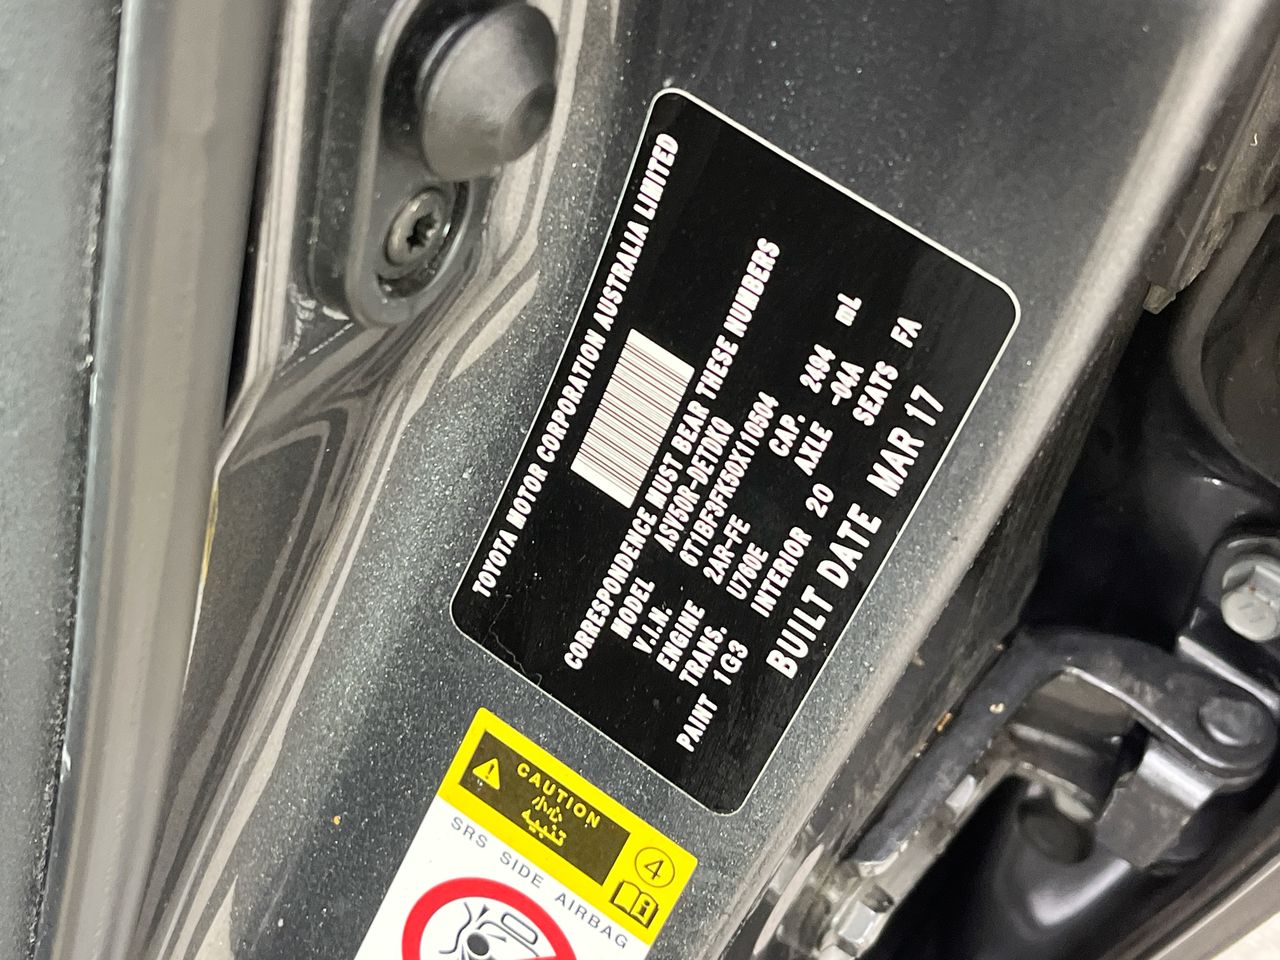 TOYOTA MOTOR CORPORATION AUSTRALIA LIMITED
CORRESPONDENCE MUST BEAR THESE NUMBERS
MODEL ASV50R-DETDKQ
V.I.N. 6T1BF3FK50X110504
ENGINE 2AR-FE CAP. 2494 mL
TRANS. U760E AXLE -04A
PAINT 1G3 INTERIOR 20 SEATS FA
BUILT DATE MAR 17
CAUTION
تنبيه
4
SRS SIDE AIRBAG